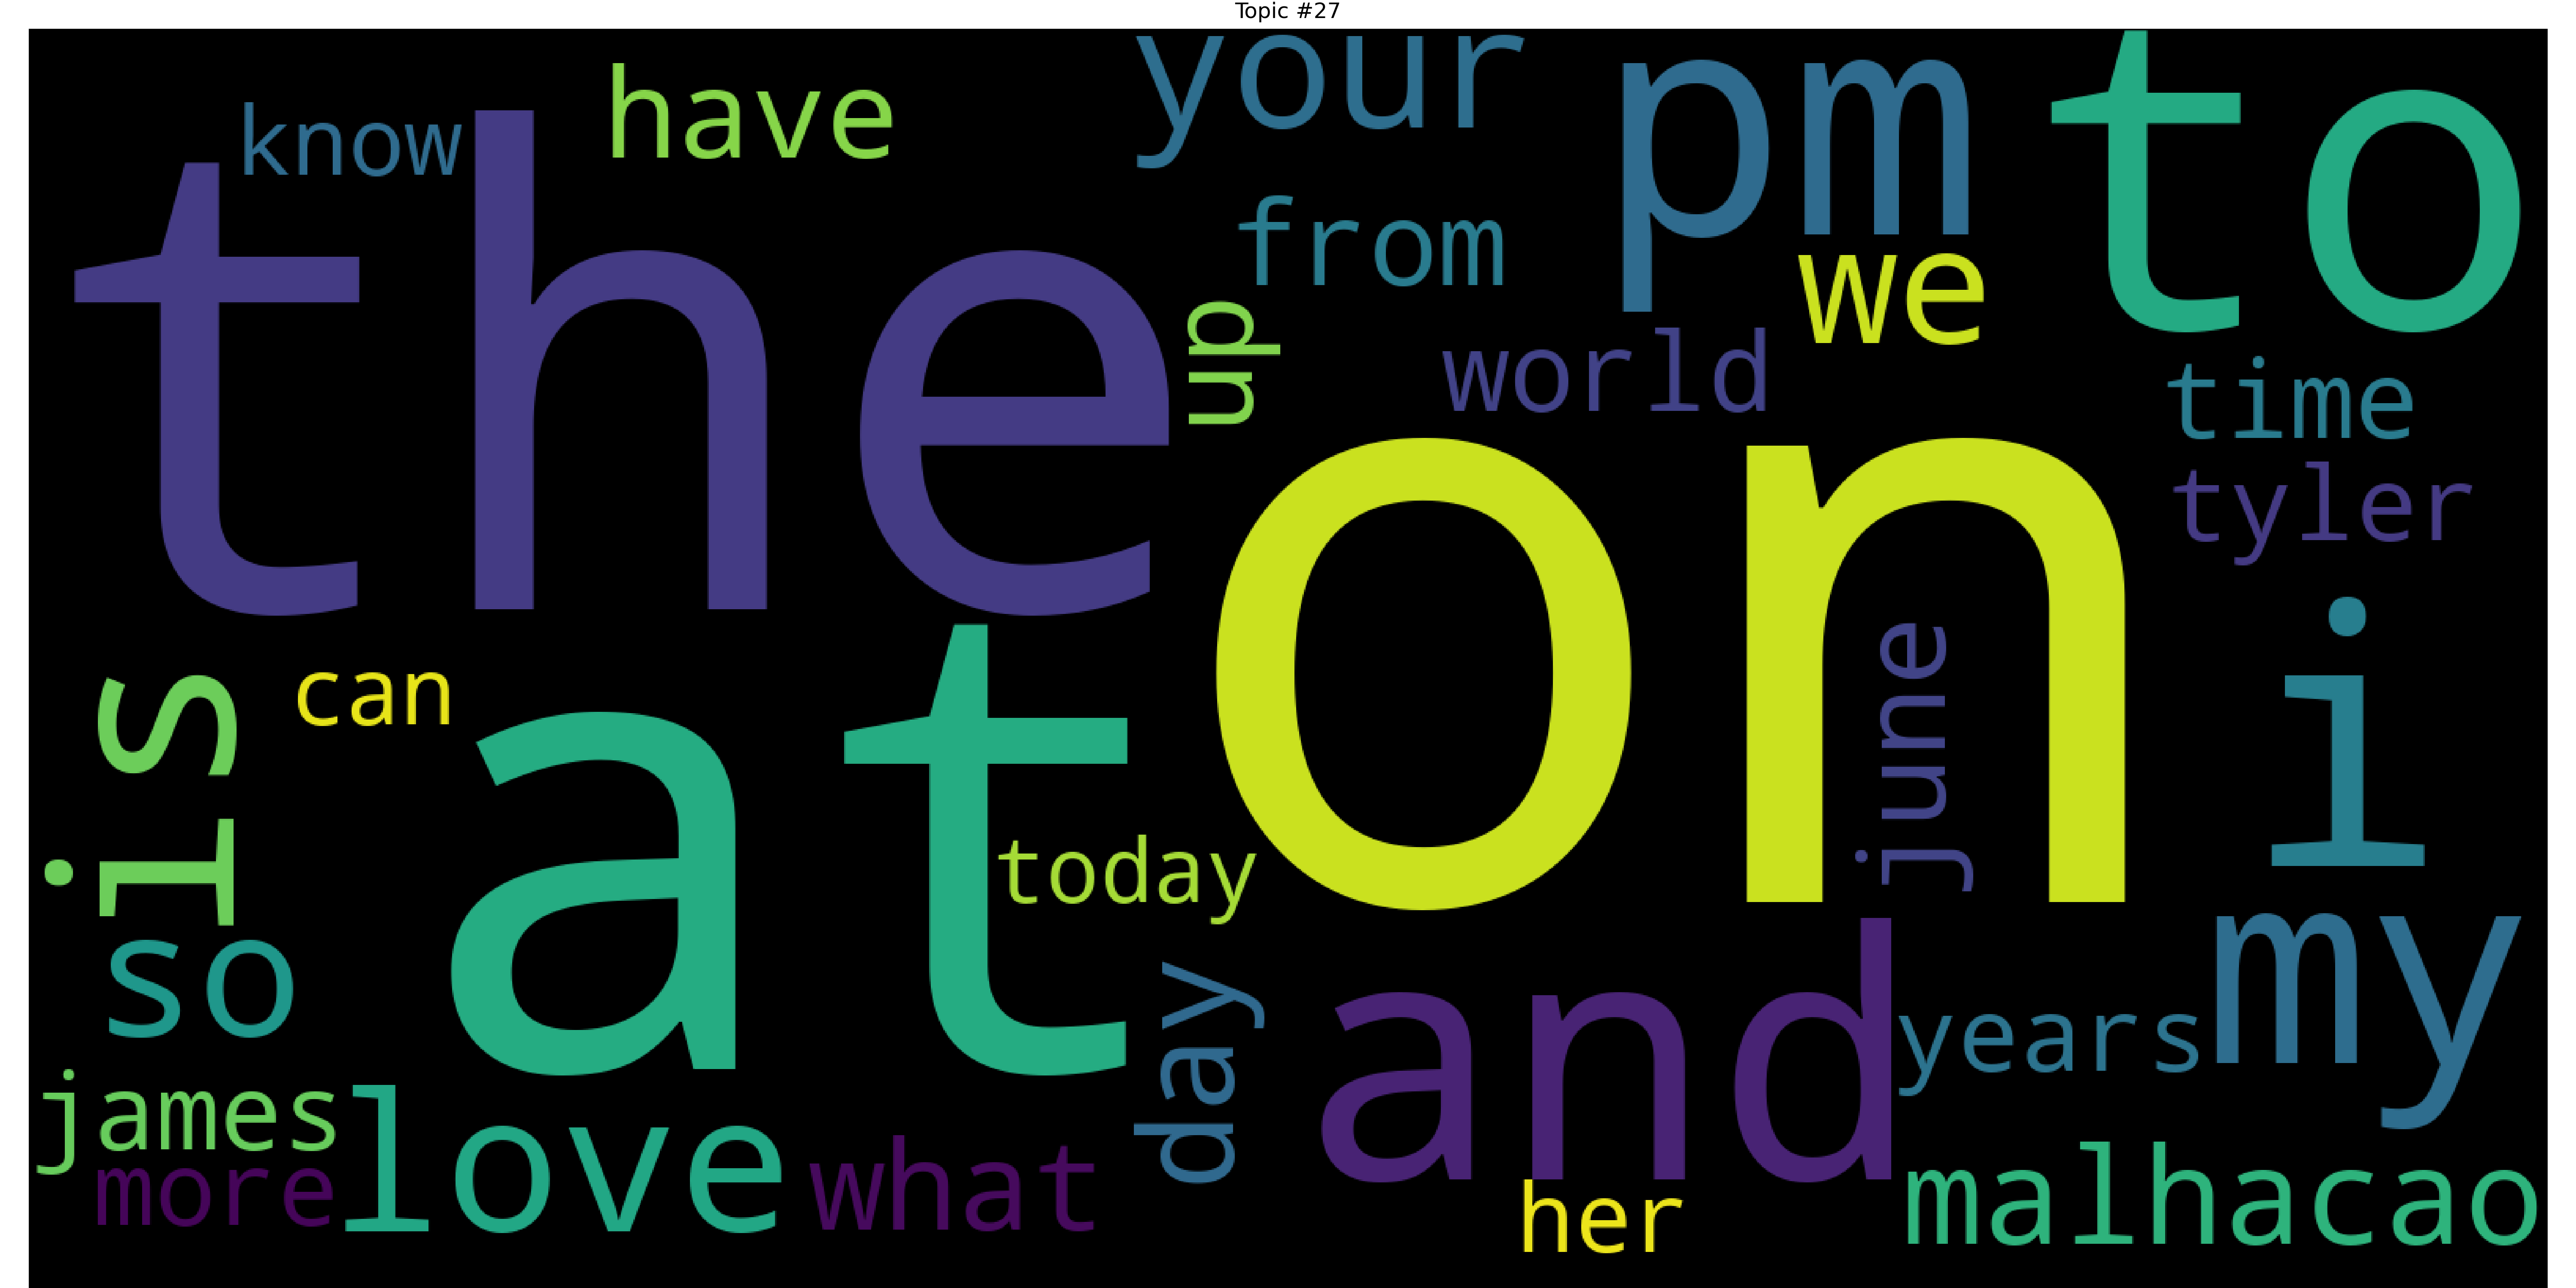 Topic #27
your
have
pm
to
know
the
from
we
up
world
time
on
tyler
i
june
can
is
at
today
so
my
and
day
years
james
love
what
more
malhacao
her